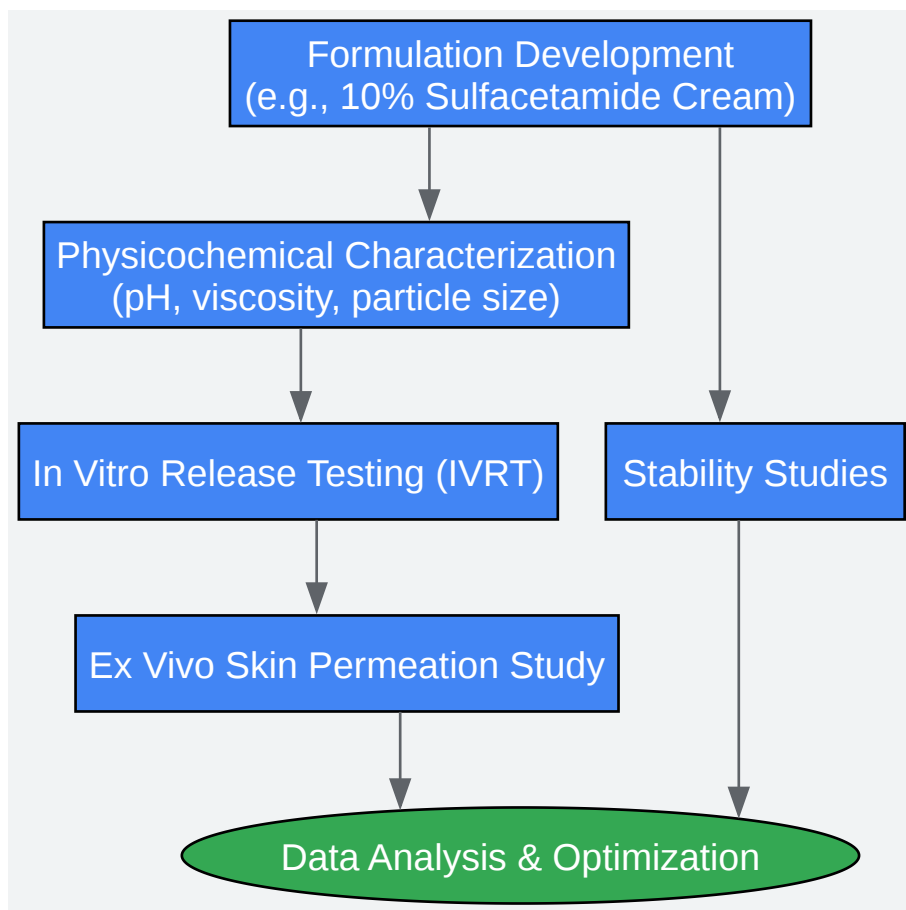 Formulation Development
(e.g., 10% Sulfacetamide Cream)
Physicochemical Characterization
(pH, viscosity, particle size)
In Vitro Release Testing (IVRT)
Stability Studies
Ex Vivo Skin Permeation Study
Data Analysis & Optimization